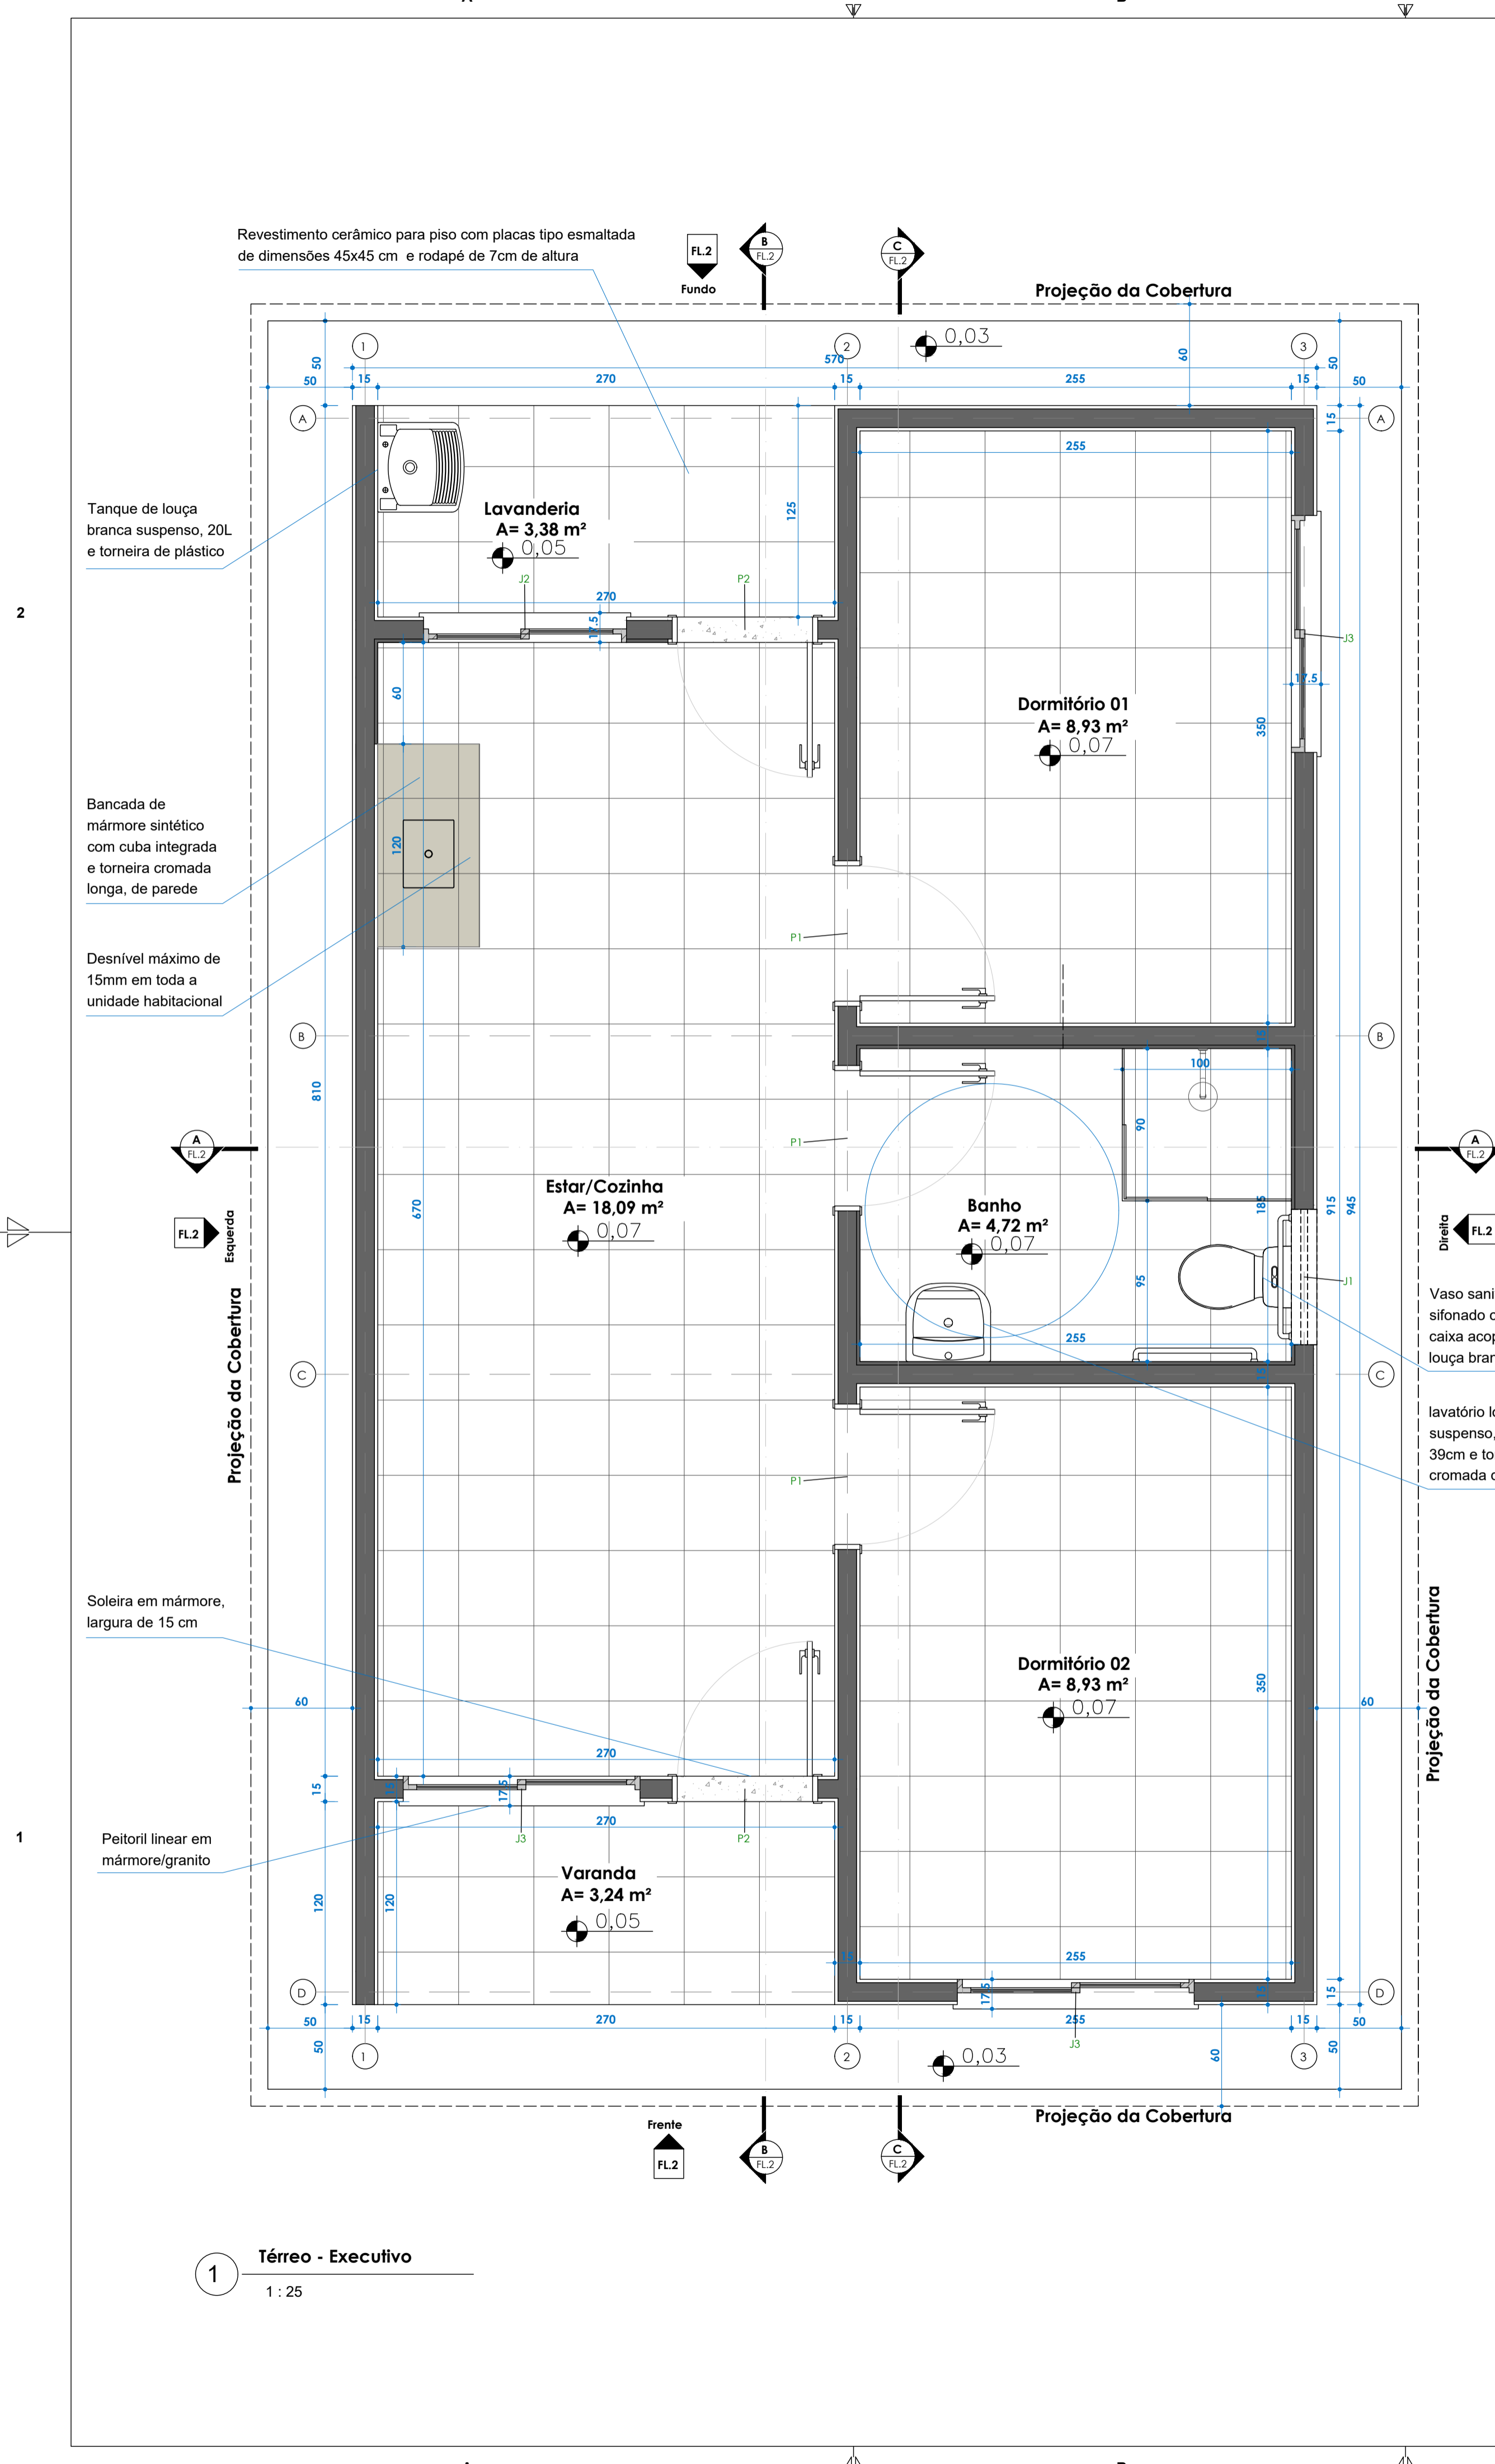 Revestimento cerâmico para piso com placas tipo esmaltada
de dimensões 45x45 cm e rodapé de 7cm de altura
FL.2
Fundo
B
FL.2
C
FL.2
Projeção da Cobertura
0,03
1
2
3
570
60
50
50
50
15
270
15
255
15
50
A
A
15
255
125
Tanque de louça
branca suspenso, 20L
e torneira de plástico
Lavanderia
A= 3,38 m²
0,05
J2
P2
270
17.5
2
J3
17.5
60
Dormitório 01
A= 8,93 m²
0,07
350
Bancada de
mármore sintético
com cuba integrada
e torneira cromada
longa, de parede
120
P1
Desnível máximo de
15mm em toda a
unidade habitacional
B
B
15
100
810
90
A
FL.2
A
FL.2
P1
Estar/Cozinha
A= 18,09 m²
0,07
670
Banho
A= 4,72 m²
0,07
185
915
945
FL.2
Esquerda
Direita
FL.2
95
J1
255
Projeção da Cobertura
Vaso sani
sifonado c
caixa acop
louça bran
C
C
15
lavatório lo
suspenso,
39cm e to
cromada c
P1
Soleira em mármore,
largura de 15 cm
Dormitório 02
A= 8,93 m²
0,07
350
Projeção da Cobertura
60
60
270
15
15
17.5
270
J3
P2
1
Peitoril linear em
mármore/granito
Varanda
A= 3,24 m²
0,05
120
120
15
255
D
D
17.5
15
15
50
15
270
15
255
15
50
50
50
J3
1
2
3
0,03
60
Projeção da Cobertura
Frente
FL.2
B
FL.2
C
FL.2
1
Térreo - Executivo
1 : 25